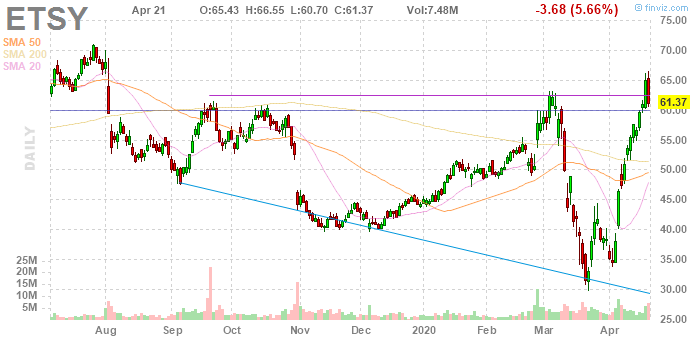 ETSY Apr 21 O:65.43 H:66.55 L:60.70 C:61.37 Vol:7.48M -3.68 (5.66%) © finviz.com
SMA 50
SMA 200
SMA 20
DAILY
75.00
70.00
65.00
61.37
60.00
55.00
50.00
45.00
40.00
35.00
30.00
25.00
25M
20M
15M
10M
5M
Aug Sep Oct Nov Dec 2020 Feb Mar Apr